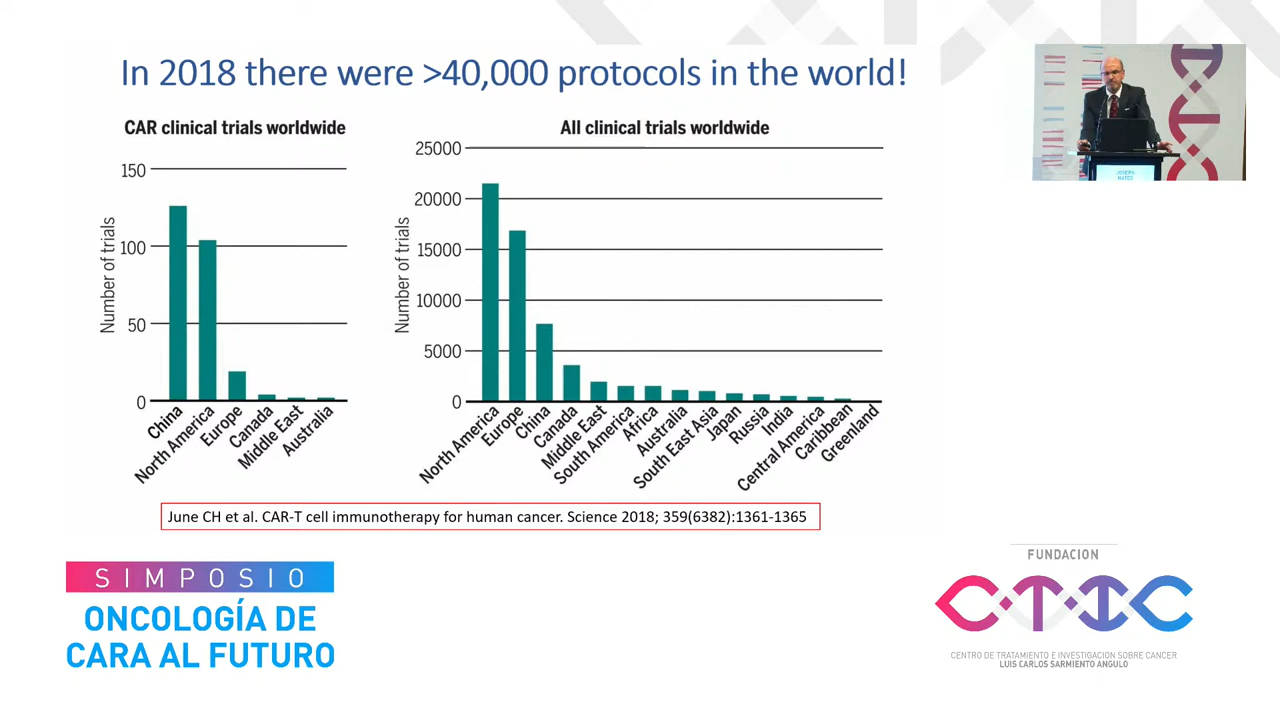 In 2018 there were >40,000 protocols in the world!
CAR clinical trials worldwide
Number of trials
150
100
50
0
China
North America
Europe
Canada
Middle East
Australia
All clinical trials worldwide
Number of trials
25000
20000
15000
10000
5000
0
North America
Europe
China
Canada
Middle East
South America
Africa
Australia
South East Asia
Japan
Russia
India
Central America
Caribbean
Greenland
June CH et al. CAR-T cell immunotherapy for human cancer. Science 2018; 359(6382):1361-1365
JOSEPH
NATES
SIMPOSIO
ONCOLOGÍA DE
CARA AL FUTURO
FUNDACION
CTIC
CENTRO DE TRATAMIENTO E INVESTIGACION SOBRE CANCER
LUIS CARLOS SARMIENTO ANGULO